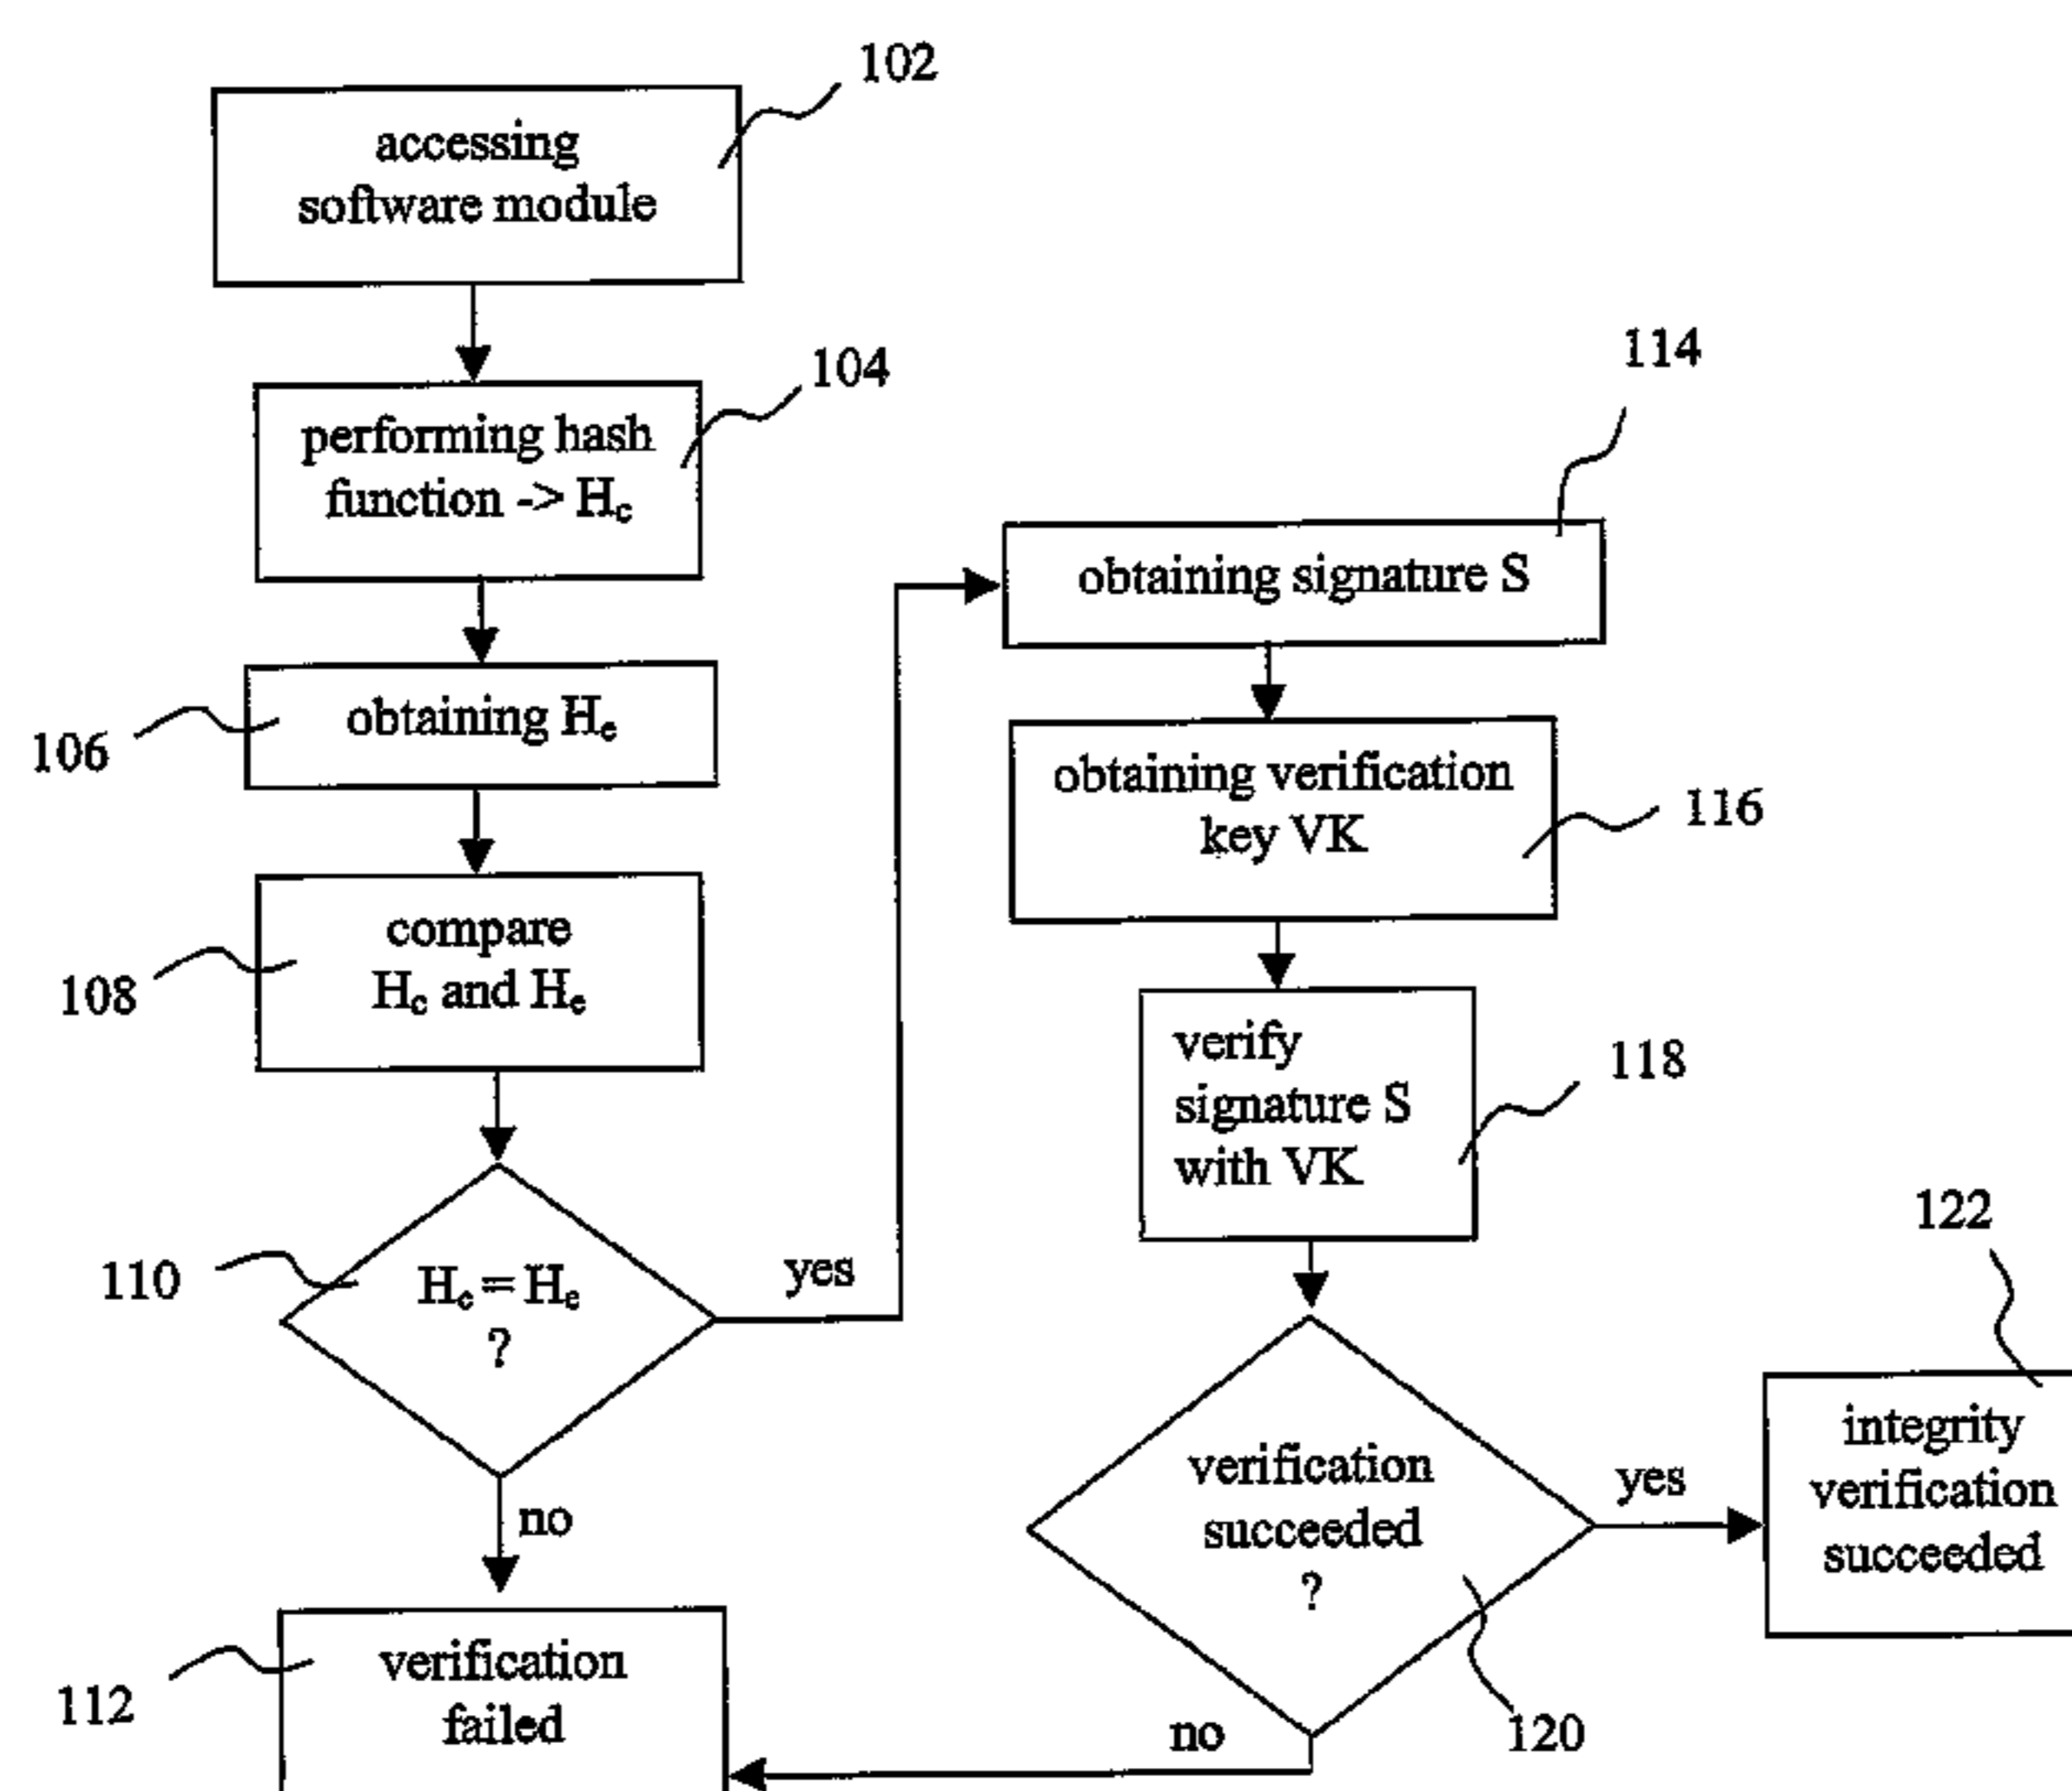 102
accessing
software module
104
performing hash
function -> Hc
106
obtaining He
108
compare
Hc and He
110
Hc = He
?
yes
no
112
verification
failed
114
obtaining signature S
116
obtaining verification
key VK
118
verify
signature S
with VK
120
verification
succeeded
?
yes
no
122
integrity
verification
succeeded